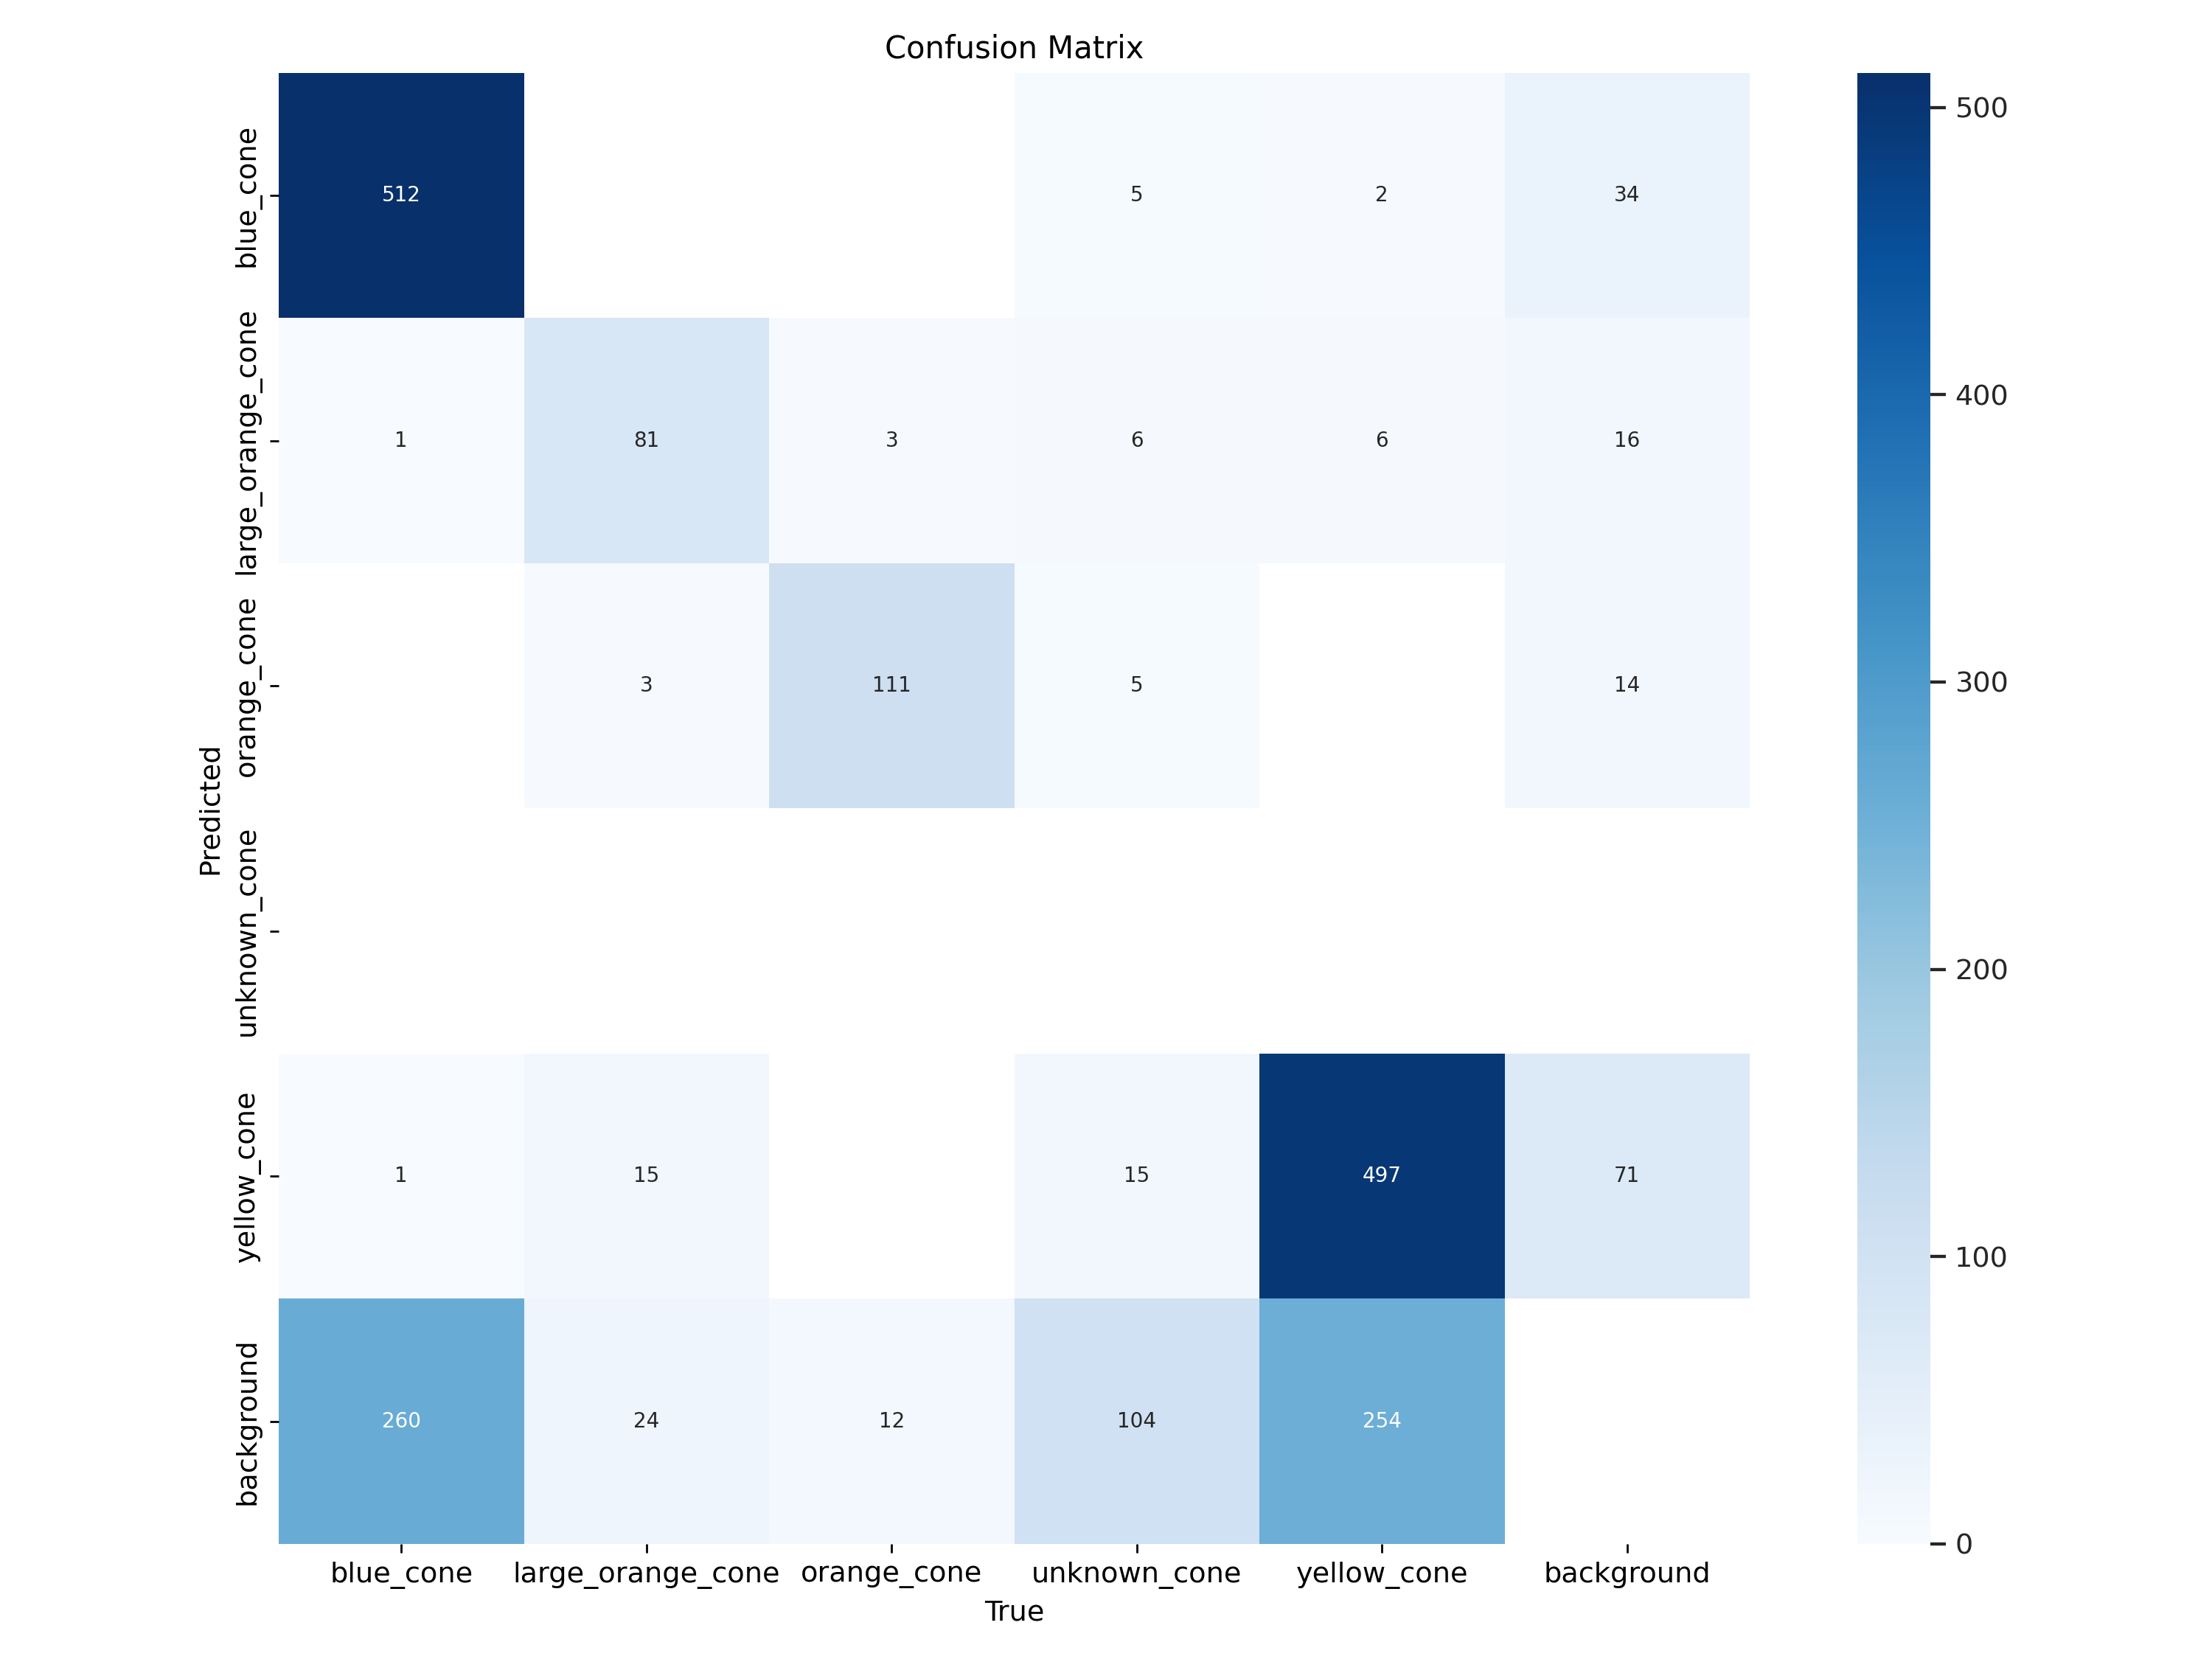 Confusion Matrix
blue_cone
512
5
2
34
large_orange_cone
1
81
3
6
6
16
orange_cone
3
111
5
14
unknown_cone
yellow_cone
1
15
15
497
71
background
260
24
12
104
254
Predicted
blue_cone
large_orange_cone
orange_cone
unknown_cone
yellow_cone
background
True
500
400
300
200
100
0